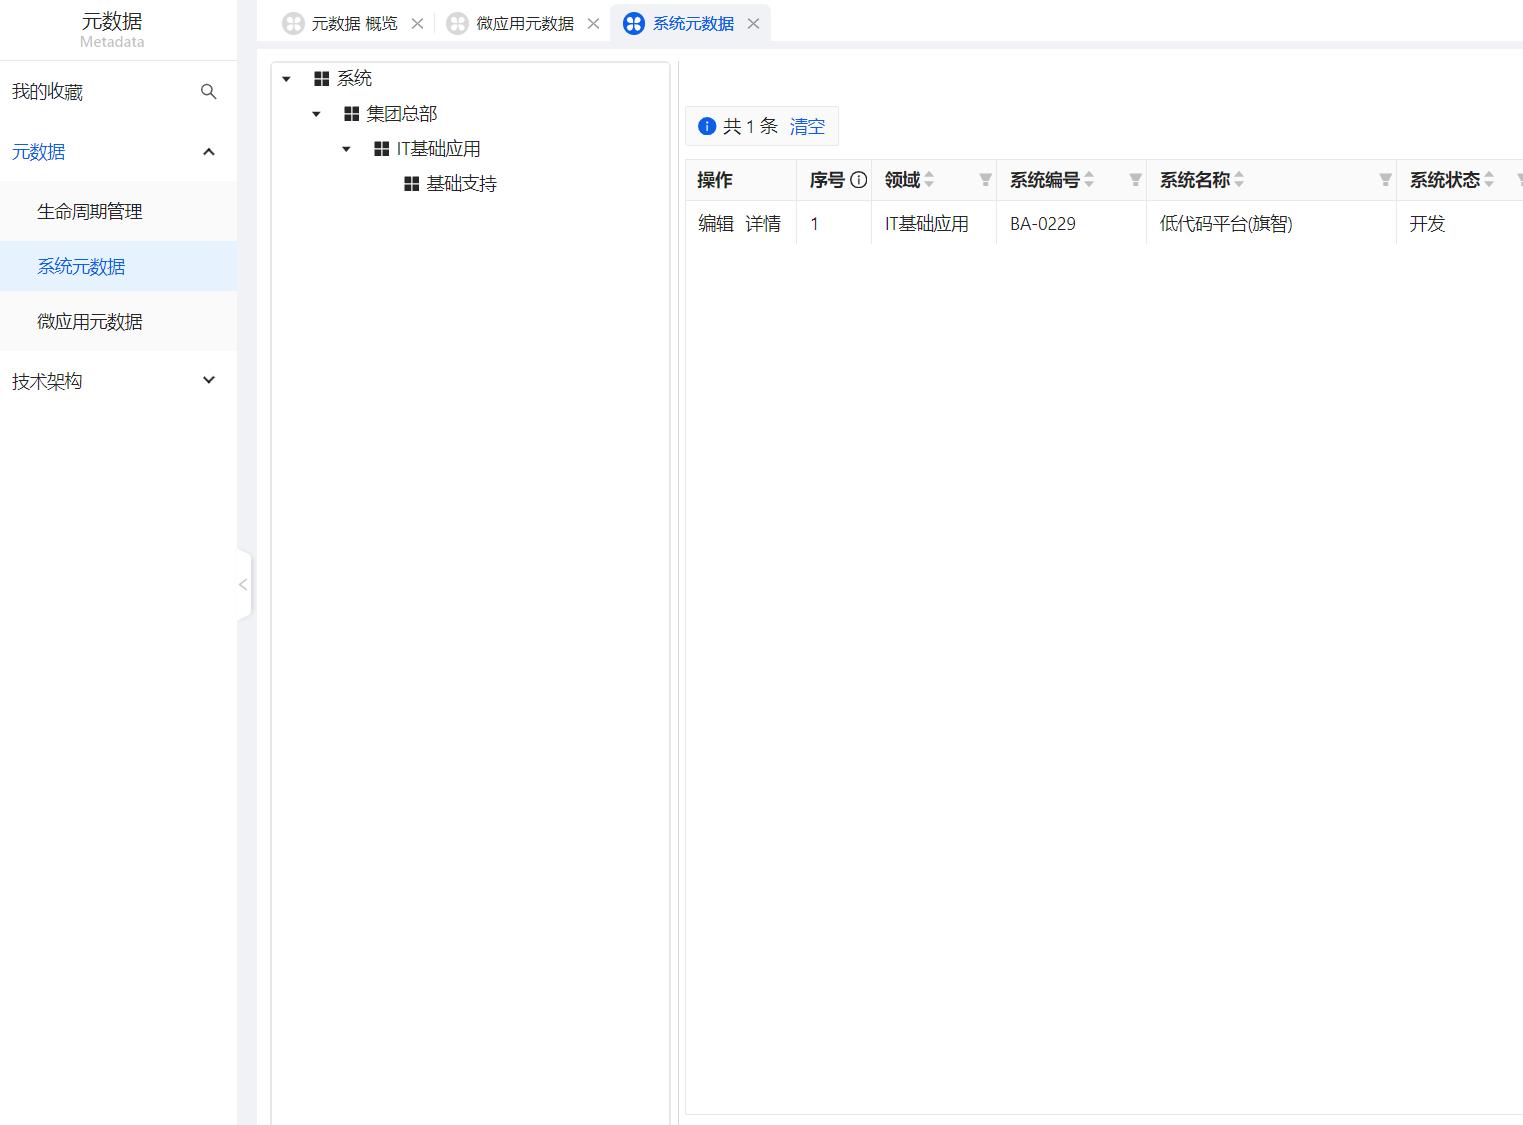 元数据
Metadata
我的收藏
元数据
生命周期管理
系统元数据
微应用元数据
技术架构
元数据 概览
微应用元数据
系统元数据
系统
集团总部
IT基础应用
基础支持
共 1 条 清空
操作 序号 领域 系统编号 系统名称 系统状态
编辑 详情 1 IT基础应用 BA-0229 低代码平台(旗智) 开发